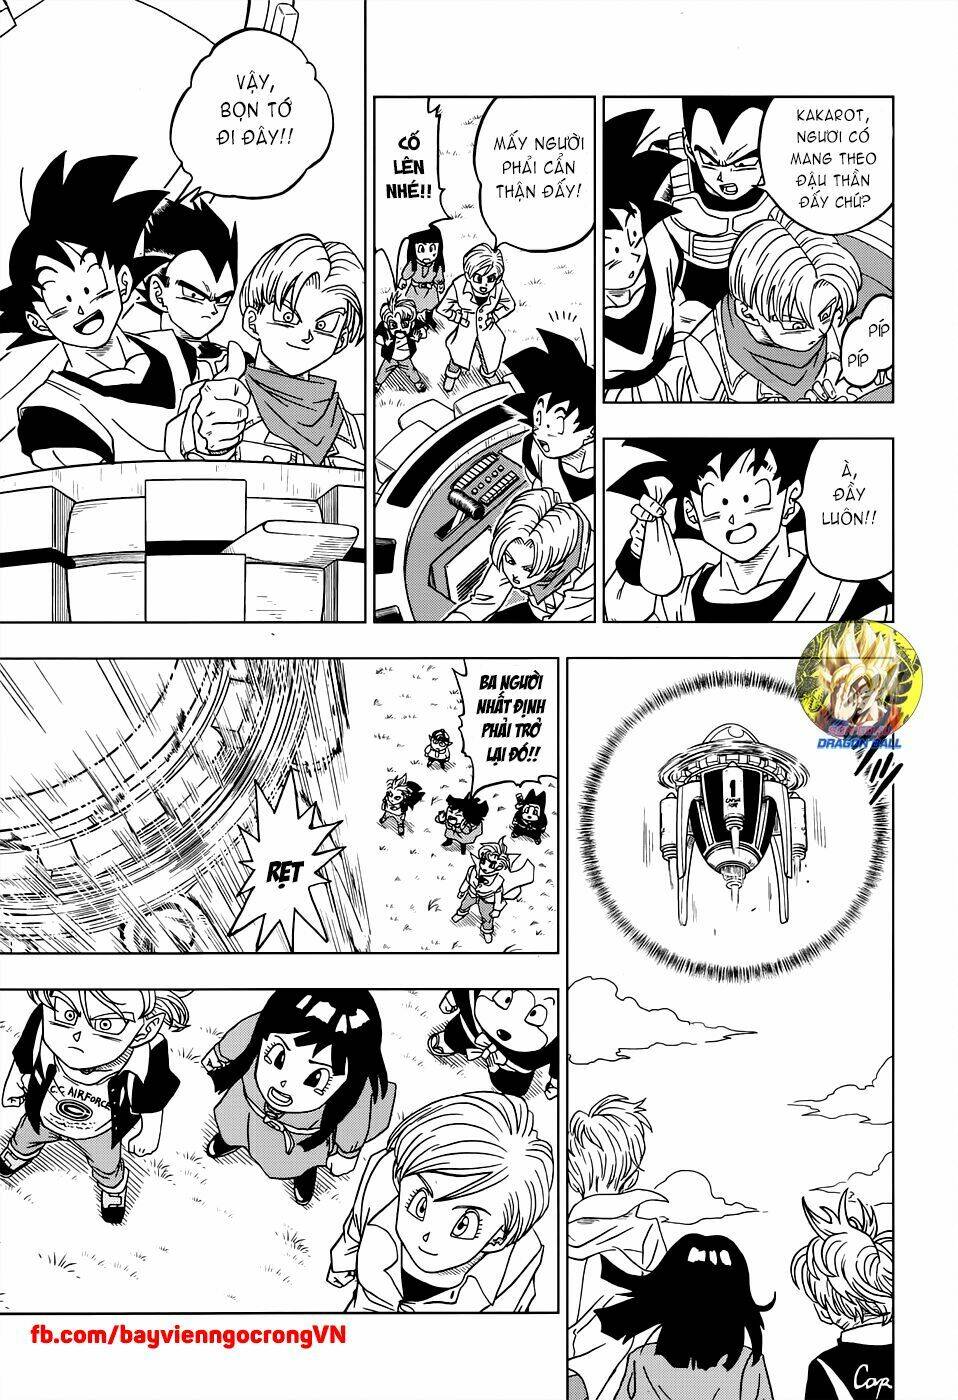 KAKAROT,
NGƯƠI CÓ
MANG THEO
ĐẬU THẦN
ĐẤY CHỨ?
PÍP
PÍP
À,
ĐẦY
LUÔN!!
MẤY NGƯỜI
PHẢI CẨN
THẬN ĐẤY!
CỐ
LÊN
NHÉ!!
VẬY,
BỌN TỚ
ĐI ĐÂY!!
1
DRAGON BALL
BA NGƯỜI
NHẤT ĐỊNH
PHẢI TRỞ
LẠI ĐÓ!!
RẸT
C.C. AIRFORCE
fb.com/bayvienngocrongVN